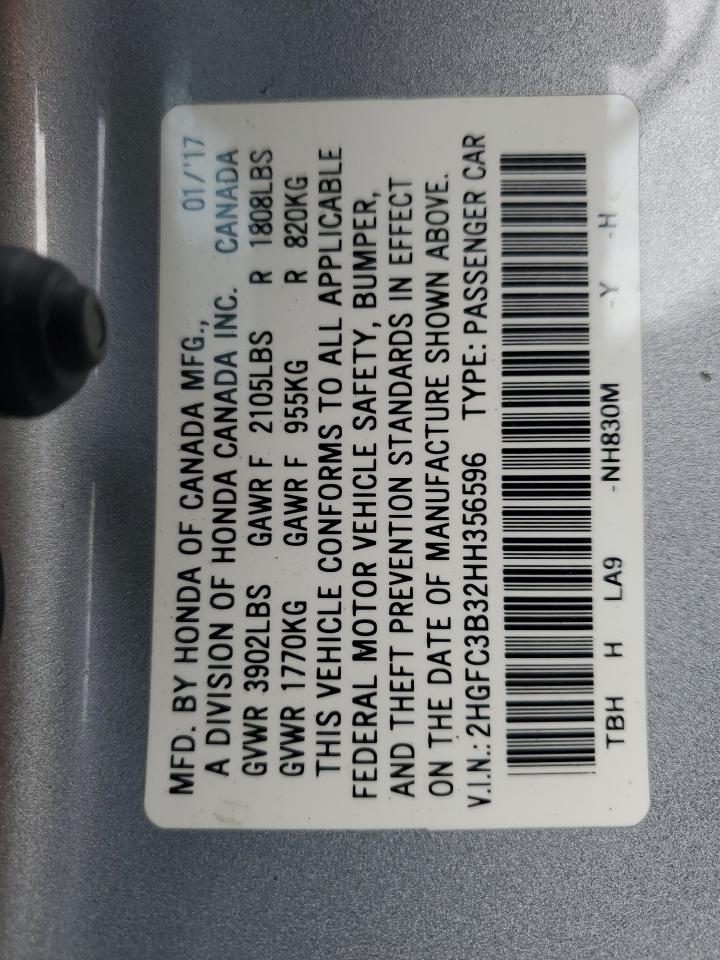 MFD. BY HONDA OF CANADA MFG., 01/'17
A DIVISION OF HONDA CANADA INC. CANADA
GVWR 3902LBS GAWR F 2105LBS R 1808LBS
GVWR 1770KG GAWR F 955KG R 820KG
THIS VEHICLE CONFORMS TO ALL APPLICABLE
FEDERAL MOTOR VEHICLE SAFETY, BUMPER,
AND THEFT PREVENTION STANDARDS IN EFFECT
ON THE DATE OF MANUFACTURE SHOWN ABOVE.
V.I.N.: 2HGFC3B32HH356596 TYPE: PASSENGER CAR
TBH H LA9 -NH830M -Y -H